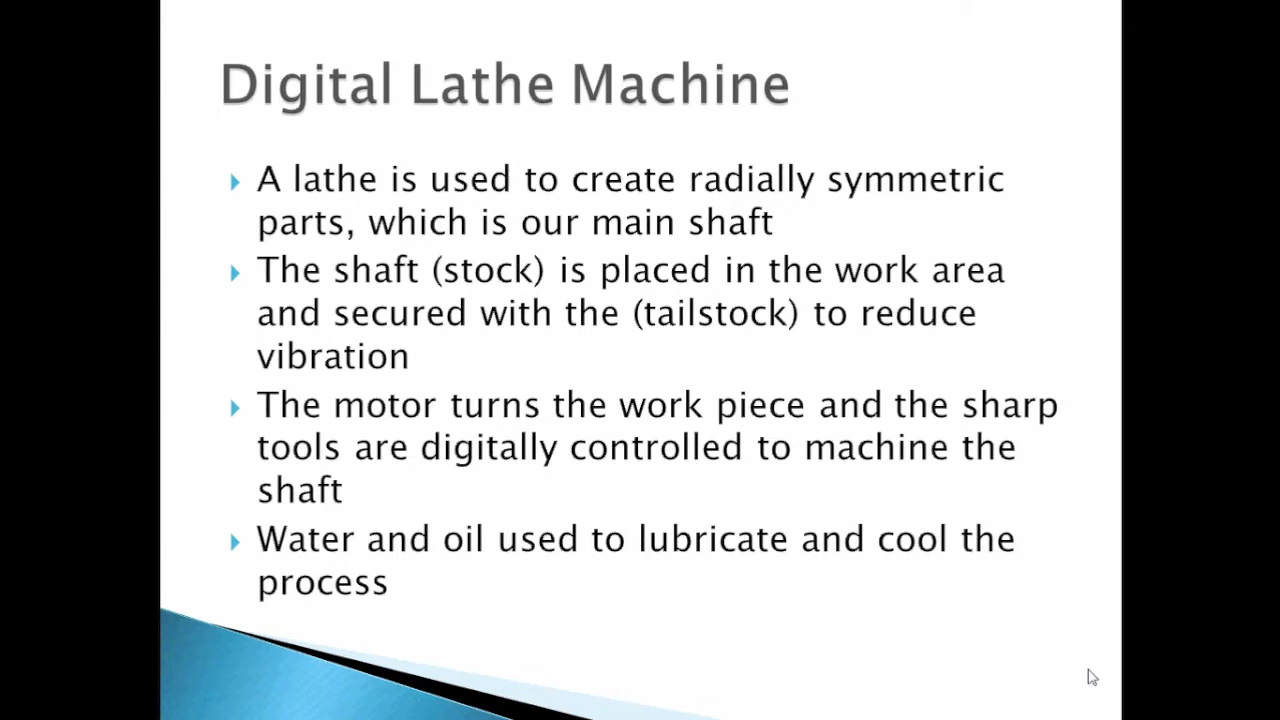 Digital Lathe Machine
A lathe is used to create radially symmetric
parts, which is our main shaft
The shaft (stock) is placed in the work area
and secured with the (tailstock) to reduce
vibration
The motor turns the work piece and the sharp
tools are digitally controlled to machine the
shaft
Water and oil used to lubricate and cool the
process